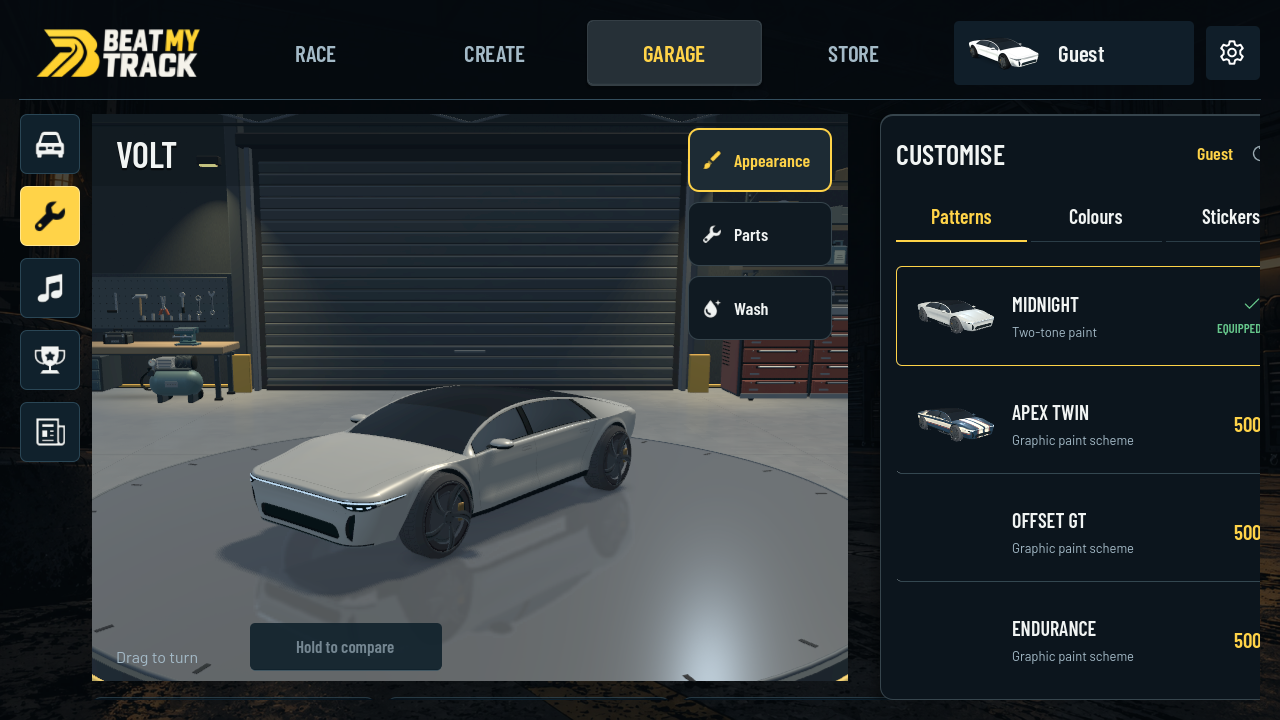 BEATMY
TRACK
RACE
CREATE
GARAGE
STORE
Guest
VOLT
Appearance
Parts
Wash
Drag to turn
Hold to compare
CUSTOMISE
Guest
Patterns
Colours
Stickers
MIDNIGHT
Two-tone paint
EQUIPPED
APEX TWIN
Graphic paint scheme
500
OFFSET GT
Graphic paint scheme
500
ENDURANCE
Graphic paint scheme
500